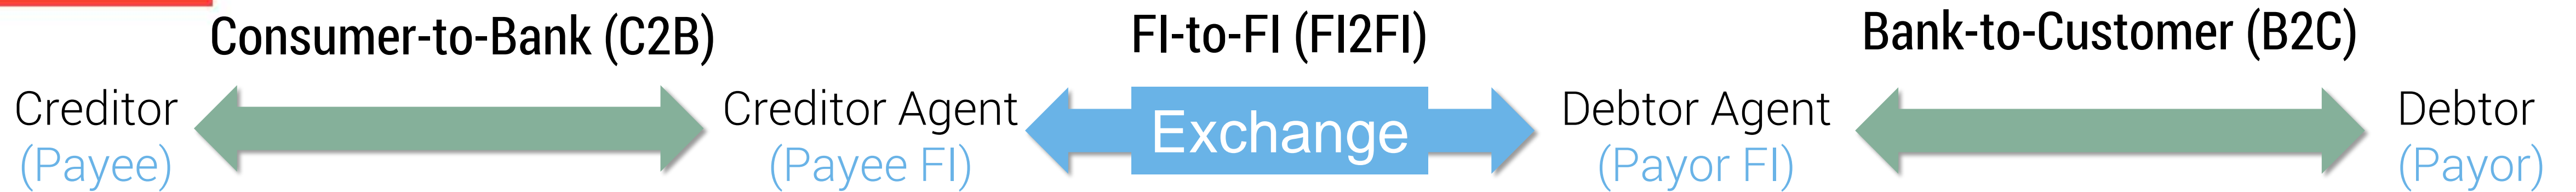 Consumer-to-Bank (C2B)
FI-to-FI (FI2FI)
Bank-to-Customer (B2C)
Creditor
(Payee)
Creditor Agent
(Payee FI)
Exchange
Debtor Agent
(Payor FI)
Debtor
(Payor)